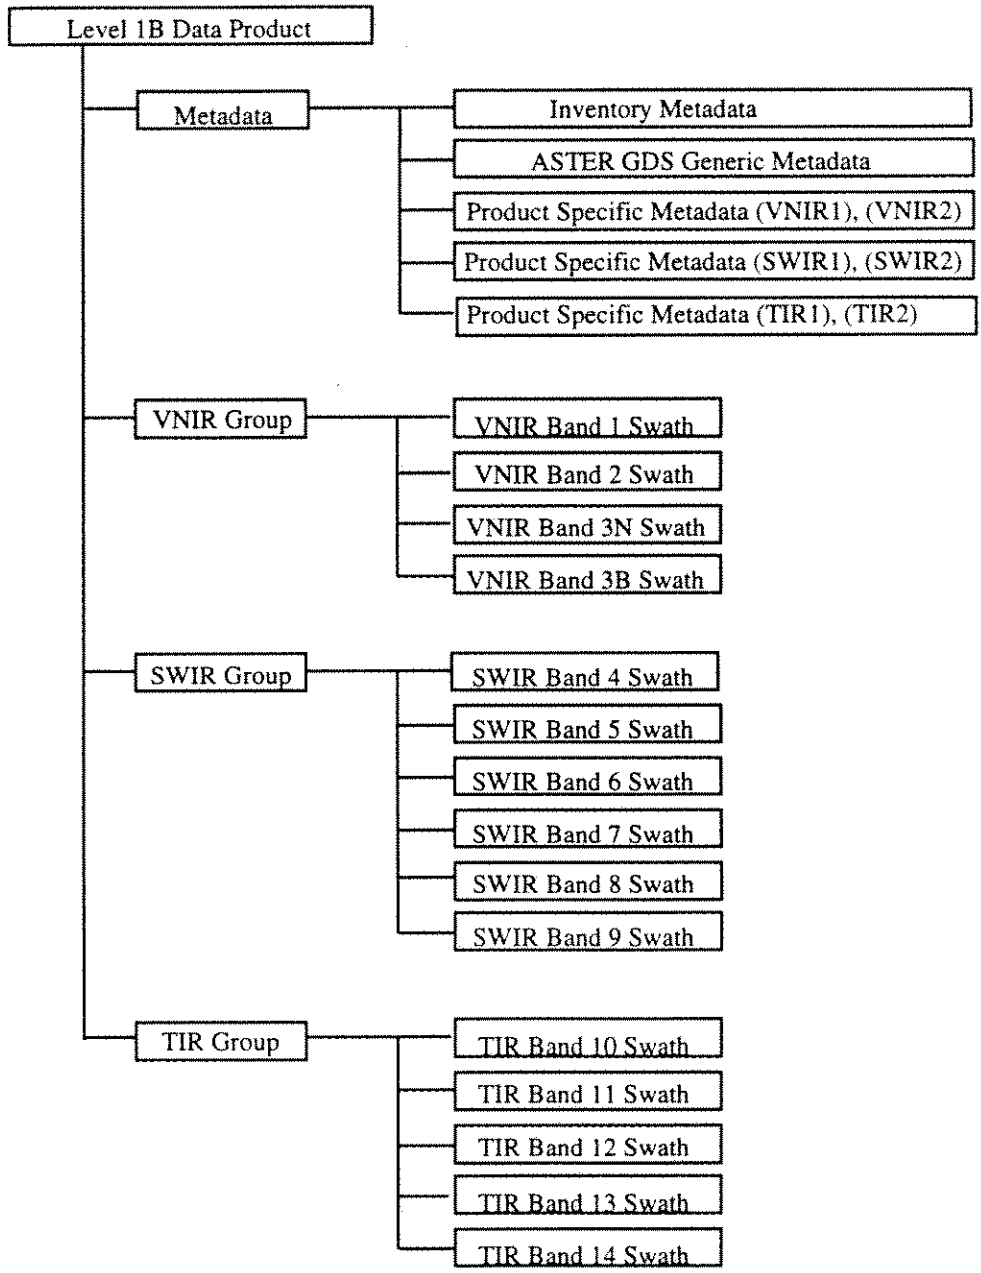 Level 1B Data Product
Metadata
Inventory Metadata
ASTER GDS Generic Metadata
Product Specific Metadata (VNIR1), (VNIR2)
Product Specific Metadata (SWIR1), (SWIR2)
Product Specific Metadata (TIR1), (TIR2)
VNIR Group
VNIR Band 1 Swath
VNIR Band 2 Swath
VNIR Band 3N Swath
VNIR Band 3B Swath
SWIR Group
SWIR Band 4 Swath
SWIR Band 5 Swath
SWIR Band 6 Swath
SWIR Band 7 Swath
SWIR Band 8 Swath
SWIR Band 9 Swath
TIR Group
TIR Band 10 Swath
TIR Band 11 Swath
TIR Band 12 Swath
TIR Band 13 Swath
TIR Band 14 Swath